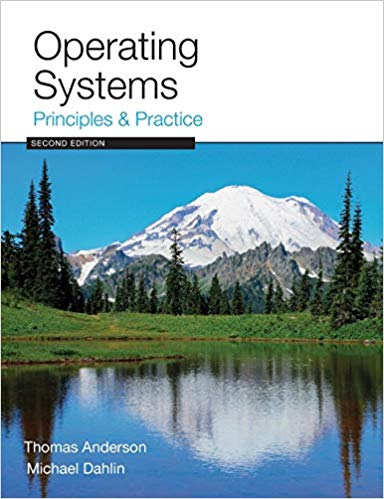 Operating
Systems
Principles & Practice
SECOND EDITION
Thomas Anderson
Michael Dahlin